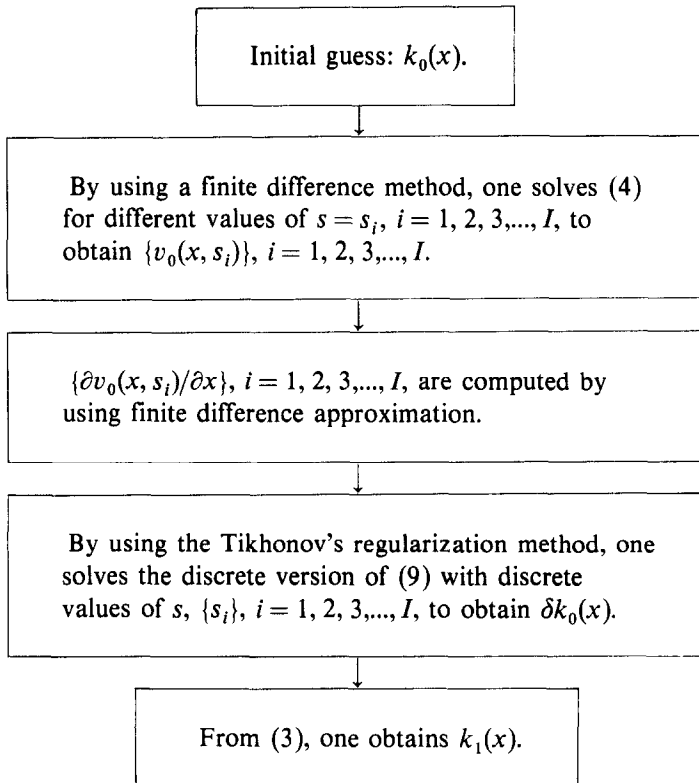 Initial guess: k₀(x).
By using a finite difference method, one solves (4)
for different values of s = sᵢ, i = 1, 2, 3,..., I, to
obtain {v₀(x, sᵢ)}, i = 1, 2, 3,..., I.
{∂v₀(x, sᵢ)/∂x}, i = 1, 2, 3,..., I, are computed by
using finite difference approximation.
By using the Tikhonov's regularization method, one
solves the discrete version of (9) with discrete
values of s, {sᵢ}, i = 1, 2, 3,..., I, to obtain δk₀(x).
From (3), one obtains k₁(x).